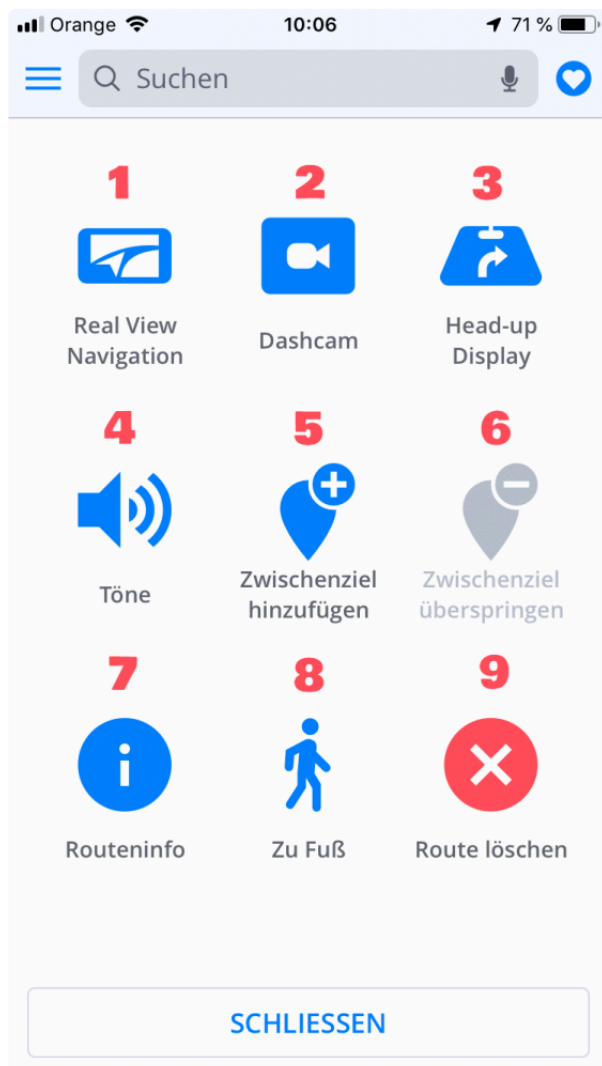 Orange 10:06 71 %
Suchen
1 2 3
Real View
Navigation
Dashcam
Head-up
Display
4 5 6
Töne
Zwischenziel
hinzufügen
Zwischenziel
überspringen
7 8 9
Routeninfo
Zu Fuß
Route löschen
SCHLIESSEN